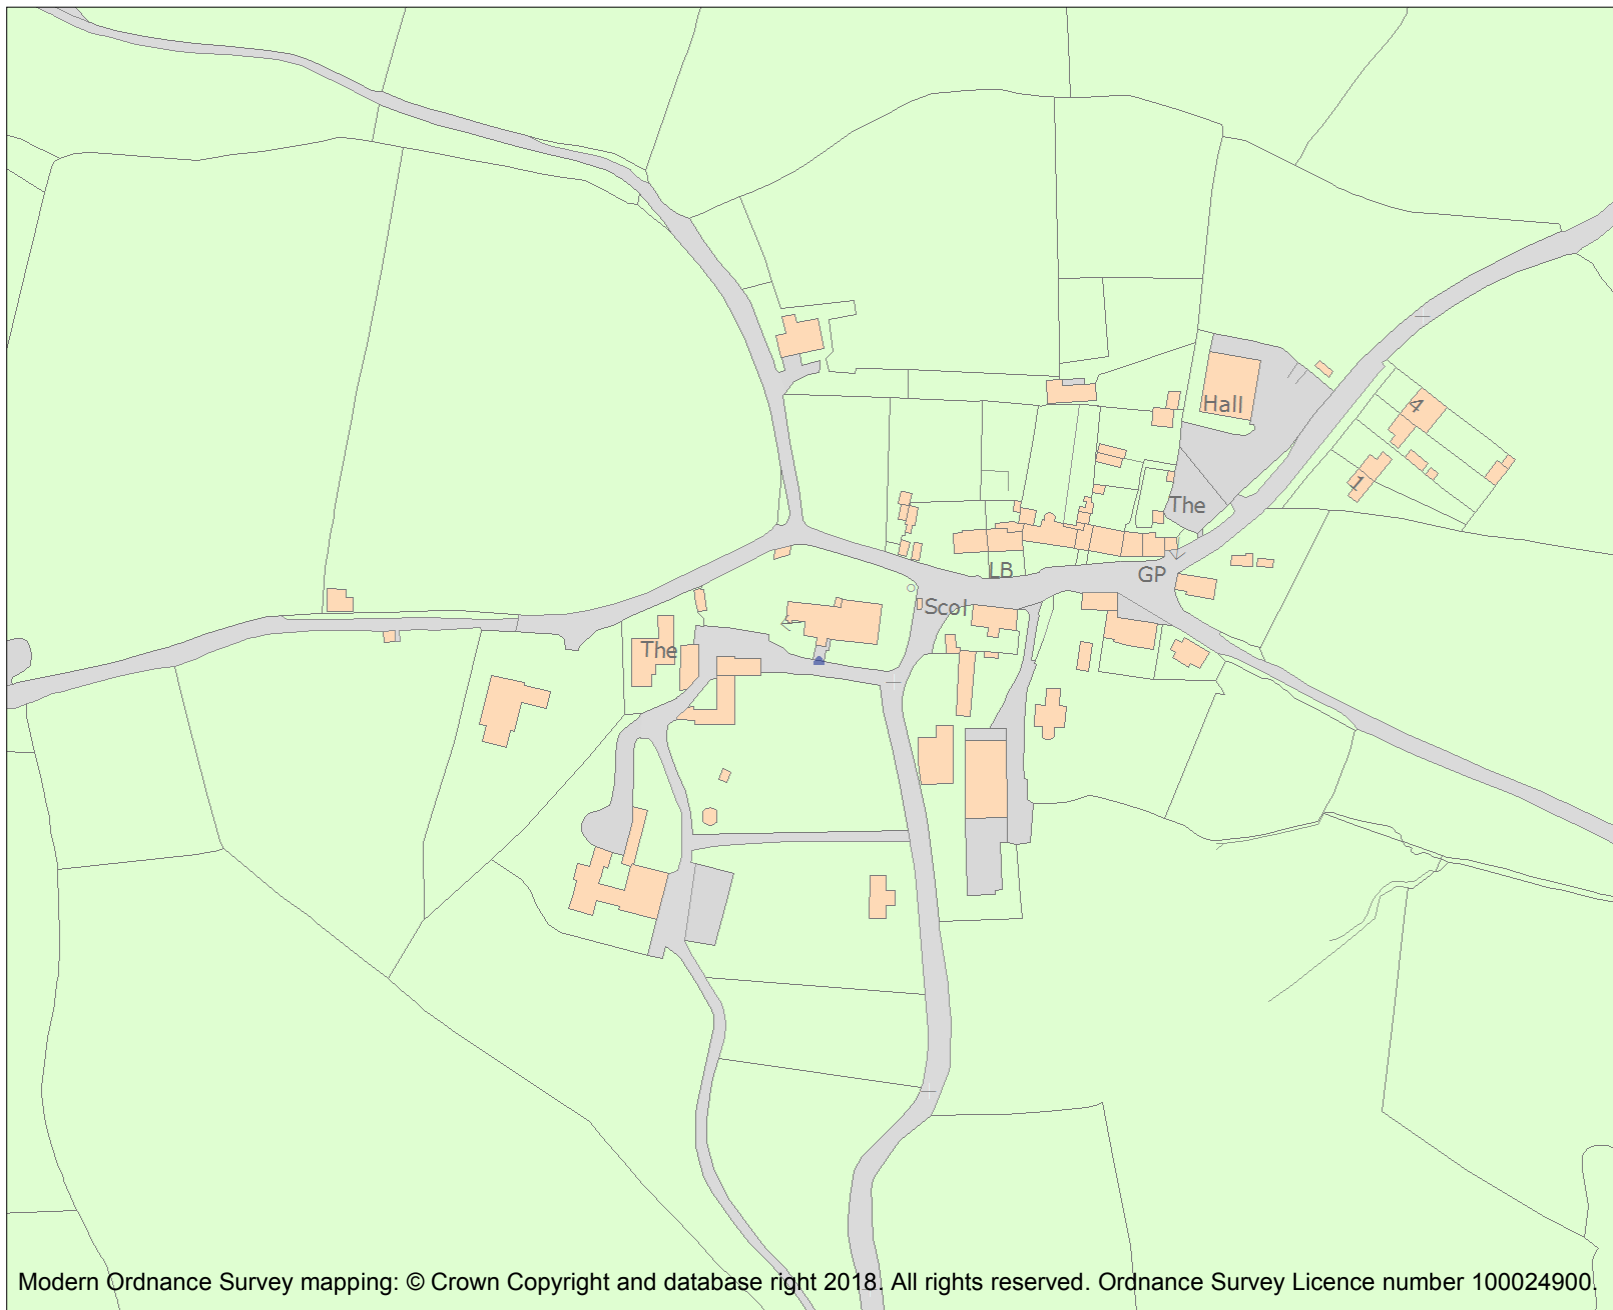 Hall
4
1
The
LB
GP
Scol
The
Modern Ordnance Survey mapping: © Crown Copyright and database right 2018. All rights reserved. Ordnance Survey Licence number 100024900.